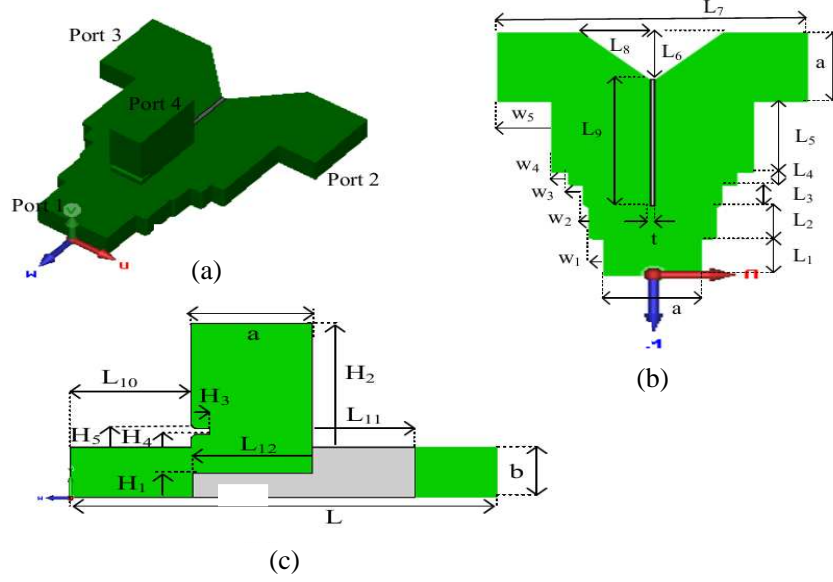 Port 3
Port 4
Port 2
Port 1
v
w
u
(a)
L₇
L₈
L₆
a
w₅
L₉
L₅
w₄
L₄
w₃
L₃
w₂
L₂
t
w₁
L₁
a
(b)
a
L₁₀
H₂
H₃
L₁₁
H₅
H₄
L₁₂
H₁
b
L
(c)